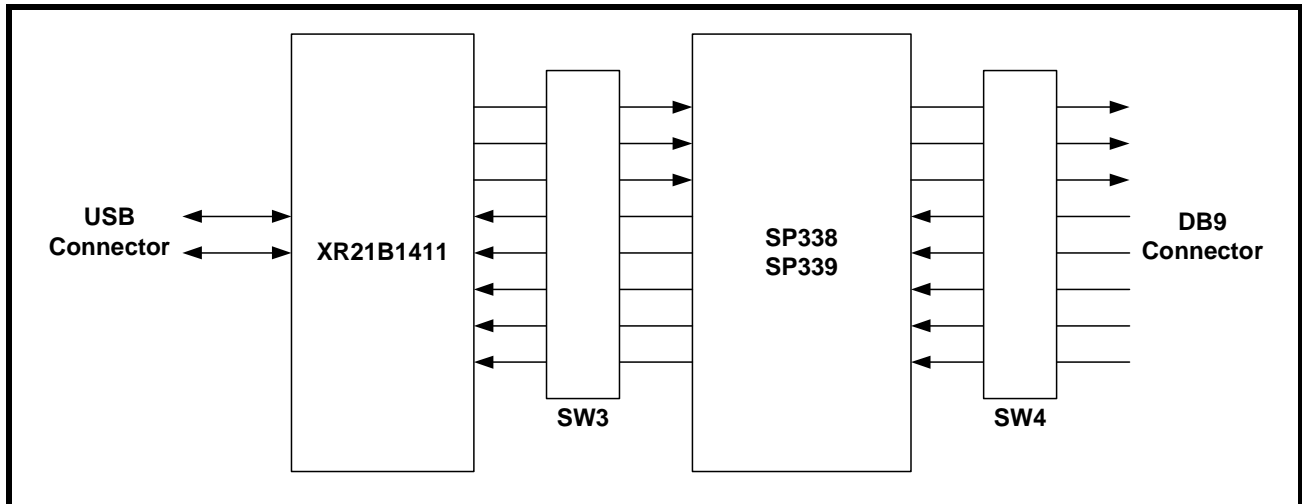 USB
Connector
XR21B1411
SW3
SP338
SP339
SW4
DB9
Connector